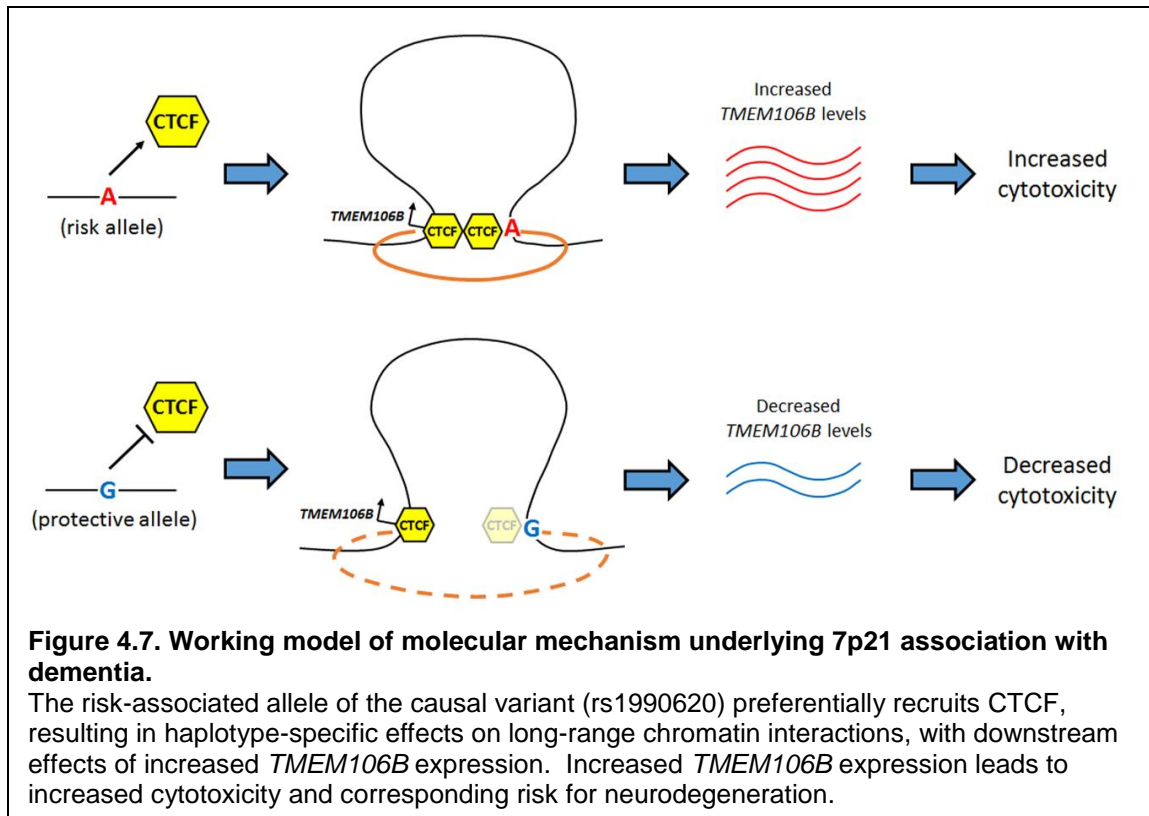 CTCF
A
(risk allele)
TMEM106B
CTCF CTCF A
Increased
TMEM106B levels
Increased
cytotoxicity
CTCF
G
(protective allele)
TMEM106B
CTCF
CTCF G
Decreased
TMEM106B levels
Decreased
cytotoxicity
Figure 4.7. Working model of molecular mechanism underlying 7p21 association with
dementia.
The risk-associated allele of the causal variant (rs1990620) preferentially recruits CTCF,
resulting in haplotype-specific effects on long-range chromatin interactions, with downstream
effects of increased TMEM106B expression.  Increased TMEM106B expression leads to
increased cytotoxicity and corresponding risk for neurodegeneration.